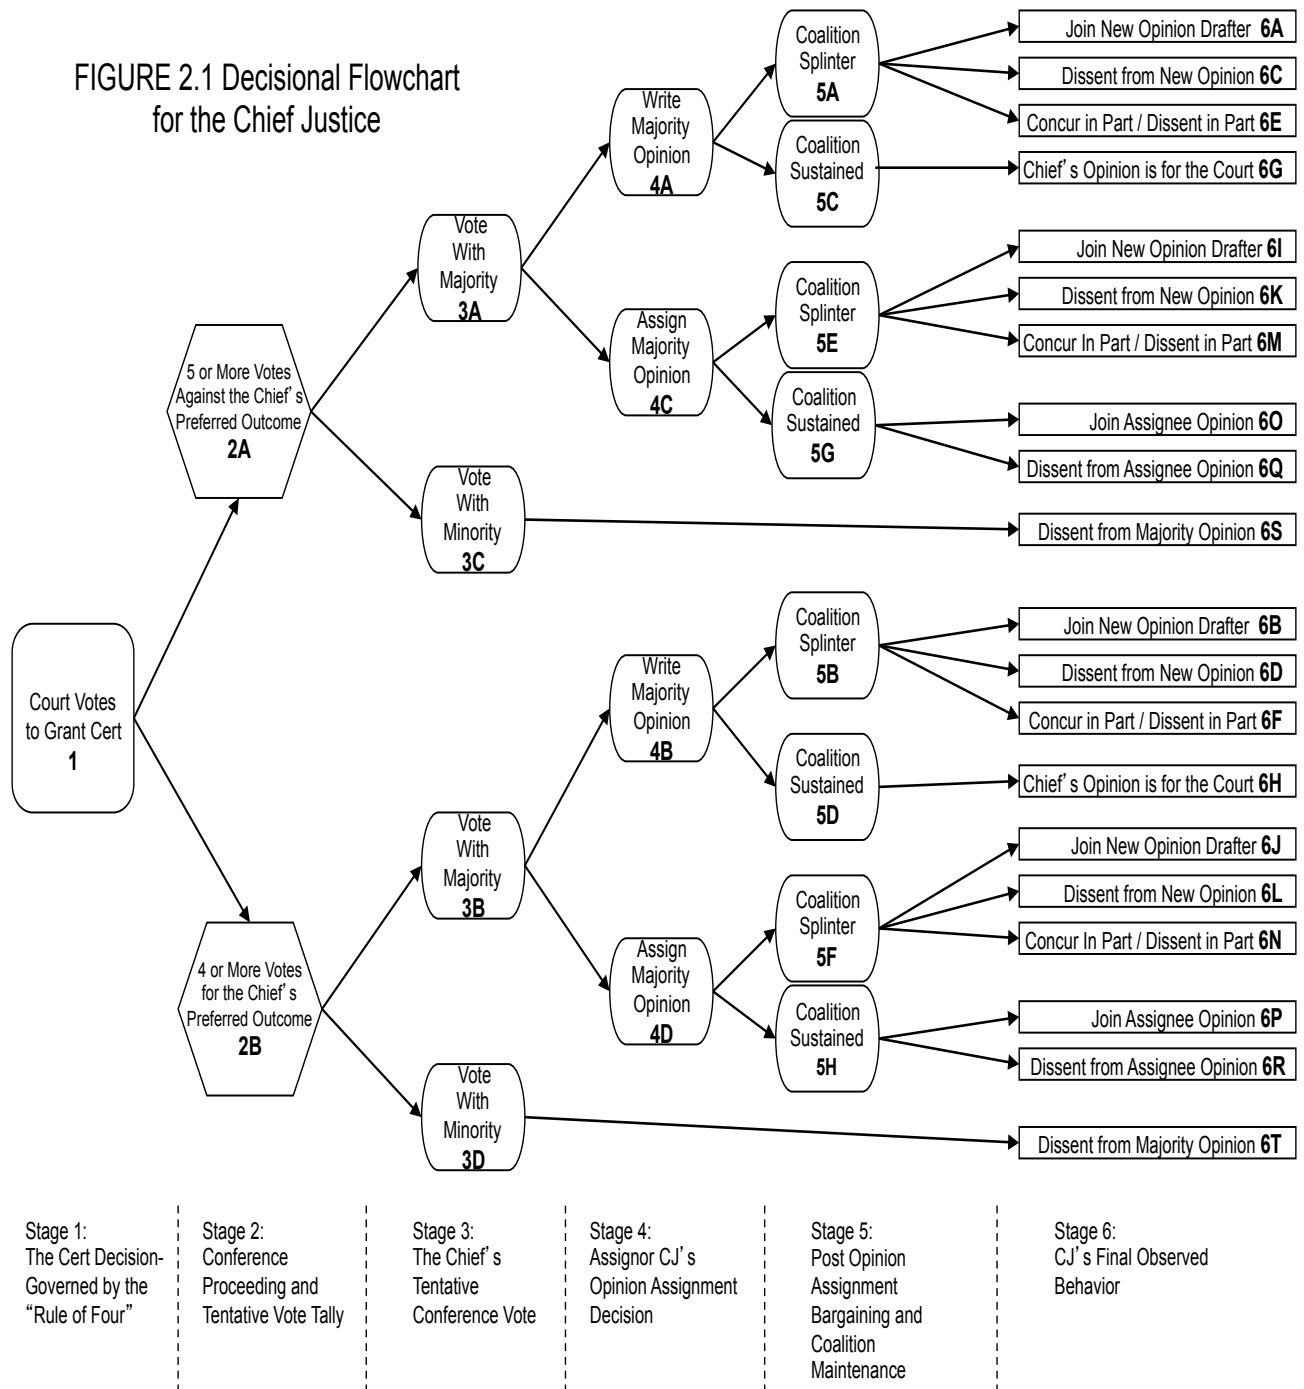 FIGURE 2.1 Decisional Flowchart
for the Chief Justice
Court Votes
to Grant Cert
1
5 or More Votes
Against the Chief's
Preferred Outcome
2A
4 or More Votes
for the Chief's
Preferred Outcome
2B
Vote
With
Majority
3A
Vote
With
Minority
3C
Vote
With
Majority
3B
Vote
With
Minority
3D
Write
Majority
Opinion
4A
Assign
Majority
Opinion
4C
Write
Majority
Opinion
4B
Assign
Majority
Opinion
4D
Coalition
Splinter
5A
Coalition
Sustained
5C
Coalition
Splinter
5E
Coalition
Sustained
5G
Coalition
Splinter
5B
Coalition
Sustained
5D
Coalition
Splinter
5F
Coalition
Sustained
5H
Join New Opinion Drafter 6A
Dissent from New Opinion 6C
Concur in Part / Dissent in Part 6E
Chief's Opinion is for the Court 6G
Join New Opinion Drafter 6I
Dissent from New Opinion 6K
Concur In Part / Dissent in Part 6M
Join Assignee Opinion 6O
Dissent from Assignee Opinion 6Q
Dissent from Majority Opinion 6S
Join New Opinion Drafter 6B
Dissent from New Opinion 6D
Concur in Part / Dissent in Part 6F
Chief's Opinion is for the Court 6H
Join New Opinion Drafter 6J
Dissent from New Opinion 6L
Concur In Part / Dissent in Part 6N
Join Assignee Opinion 6P
Dissent from Assignee Opinion 6R
Dissent from Majority Opinion 6T
Stage 1:
The Cert Decision-
Governed by the
“Rule of Four”
Stage 2:
Conference
Proceeding and
Tentative Vote Tally
Stage 3:
The Chief's
Tentative
Conference Vote
Stage 4:
Assignor CJ's
Opinion Assignment
Decision
Stage 5:
Post Opinion
Assignment
Bargaining and
Coalition
Maintenance
Stage 6:
CJ's Final Observed
Behavior